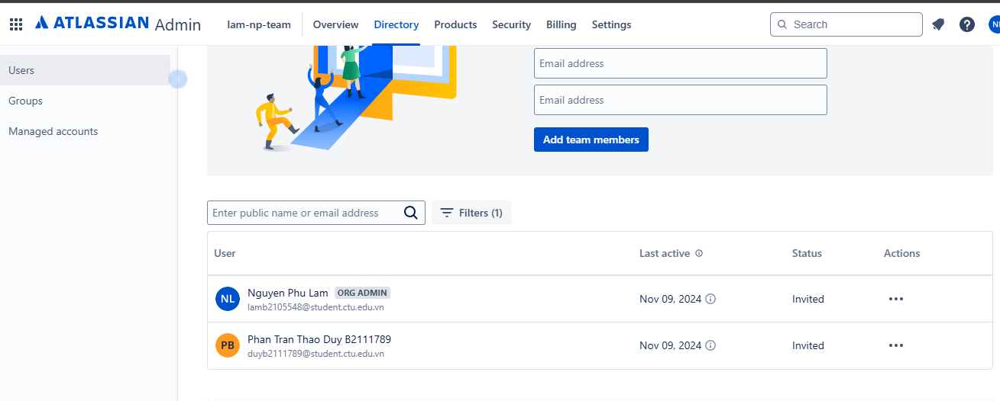 ATLASSIAN Admin lam-np-team Overview Directory Products Security Billing Settings Search NL
Users
Groups
Managed accounts
Email address
Email address
Add team members
Enter public name or email address Filters (1)
User Last active Status Actions
NL Nguyen Phu Lam ORG ADMIN Nov 09, 2024 Invited
lamb2105548@student.ctu.edu.vn
PB Phan Tran Thao Duy B2111789 Nov 09, 2024 Invited
duyb2111789@student.ctu.edu.vn